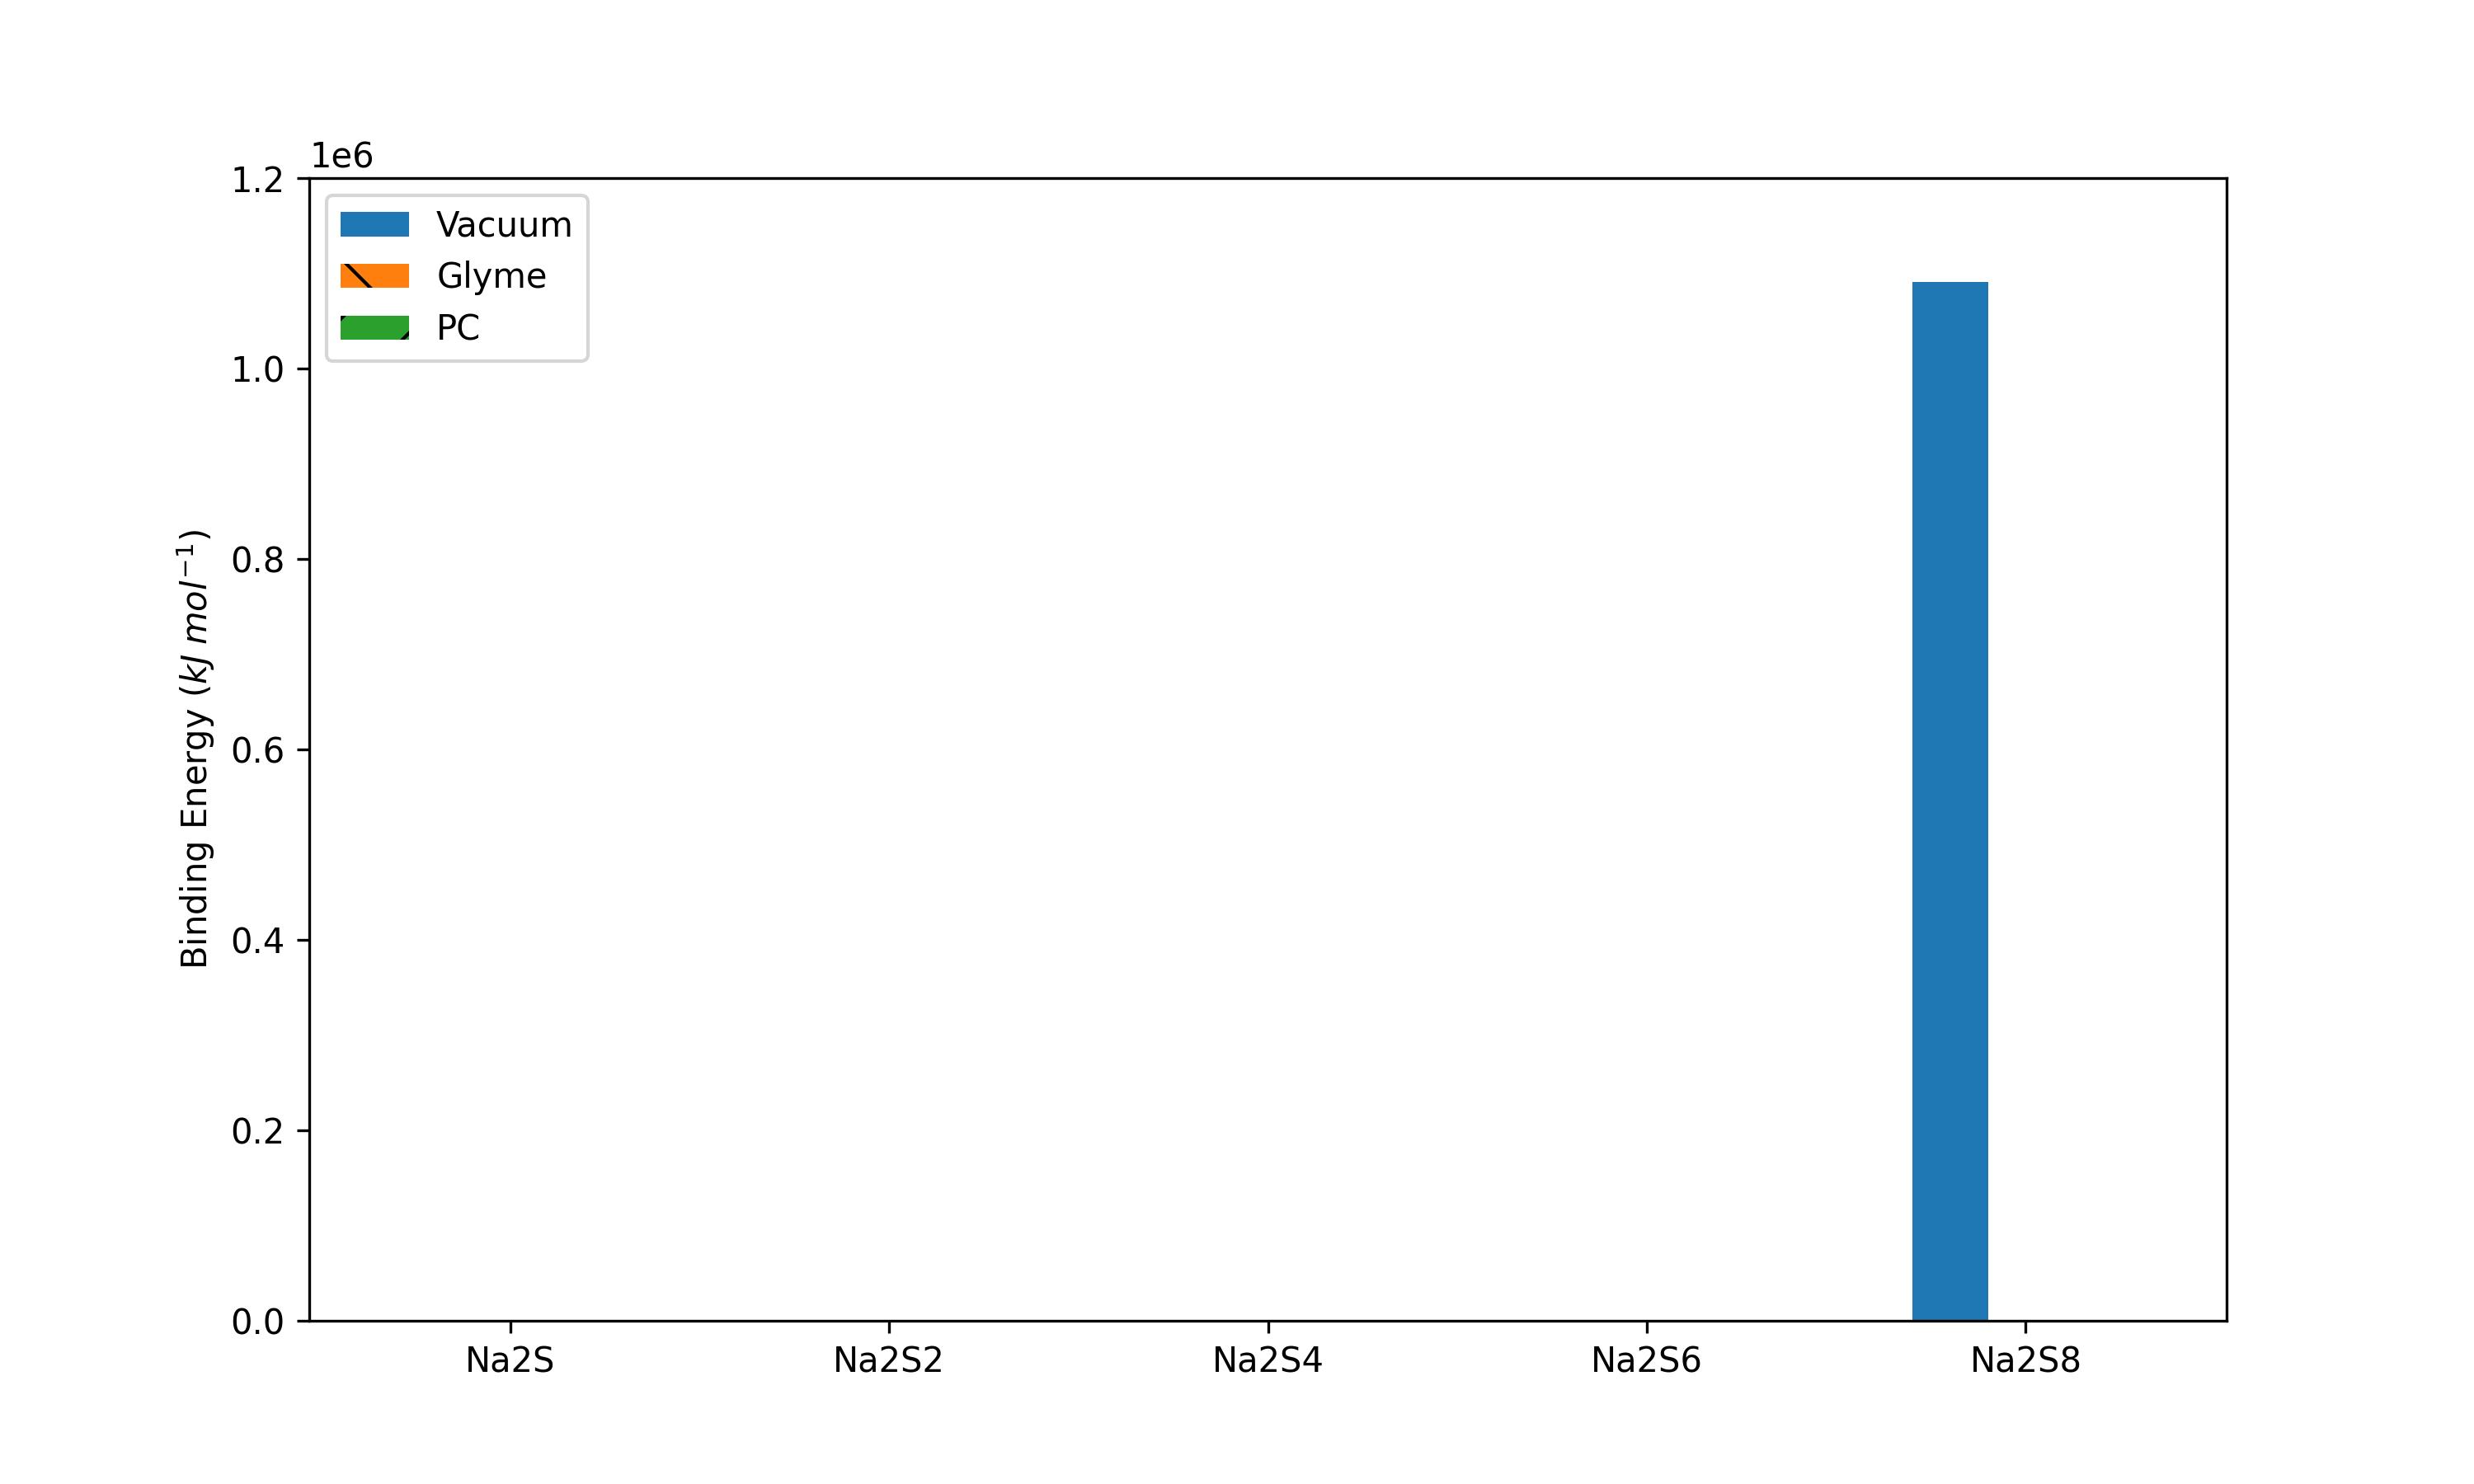 1e6
1.2
1.0
0.8
0.6
0.4
0.2
0.0
Binding Energy (kJ mol⁻¹)
Vacuum
Glyme
PC
Na2S
Na2S2
Na2S4
Na2S6
Na2S8